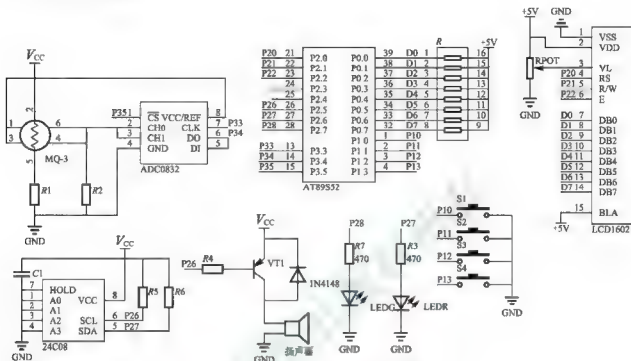 VCC
2
1
3
4
6
5
MQ-3
R1
R2
GND
P35
1
2
3
4
CS VCC/REF
CH0 CLK
CH1 DO
GND DI
8
7
6
5
P33
P34
ADC0832
P20 21
P21 22
P22 23
24
25
P26 26
P27 27
P28 28
P33 13
P34 14
P35 15
P2.0 P0.0
P2.1 P0.1
P2.2 P0.2
P2.3 P0.3
P2.4 P0.4
P2.5 P0.5
P2.6 P0.6
P2.7 P0.7
P1 0
P3.3 P1 1
P3.4 P1 2
P3.5 P1 3
AT89S52
39 D0 1
38 D1 2
37 D2 3
36 D3 4
35 D4 5
34 D5 6
33 D6 7
32 D7 8
1 P10
2 P11
3 P12
4 P13
R
+5V
16
15
14
13
12
11
10
9
+5V
GND
RPOT
GND
1 VSS
2 VDD
3 VL
P20 4 RS
P21 5 R/W
P22 6 E
D0 7 DB0
D1 8 DB1
D2 9 DB2
D3 10 DB3
D4 11 DB4
D5 12 DB5
D6 13 DB6
D7 14 DB7
15 BLA
+5V
LCD1602
C1
GND
7 HOLD
1 A0
2 A1
3 A2
4 A3
VCC
SCL
SDA
8
6 P26
5 P27
24C08
VCC
R5
R6
P26
R4
VCC
VT1
1N4148
GND
扬声器
GND
P28
R7
470
LEDG
GND
P27
R3
470
LEDR
GND
P10
S1
P11
S2
P12
S3
P13
S4
GND